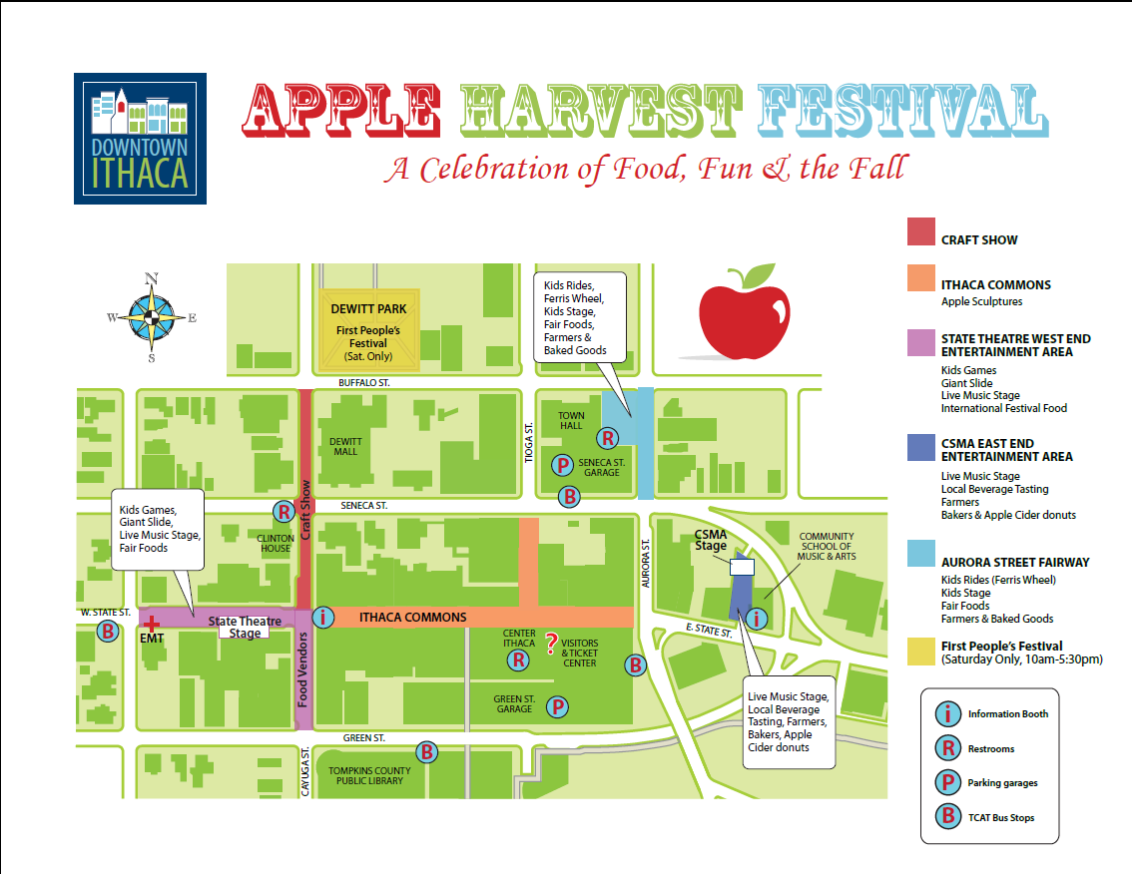 DOWNTOWN
ITHACA
APPLE HARVEST FESTIVAL
A Celebration of Food, Fun & the Fall
N
W
E
S
DEWITT PARK
First People's
Festival
(Sat. Only)
Kids Rides,
Ferris Wheel,
Kids Stage,
Fair Foods,
Farmers &
Baked Goods
BUFFALO ST.
DEWITT
MALL
TIOGA ST.
TOWN
HALL
R
P
SENECA ST.
GARAGE
B
Kids Games,
Giant Slide,
Live Music Stage,
Fair Foods
R
Craft Show
SENECA ST.
CLINTON
HOUSE
AURORA ST.
CSMA
Stage
COMMUNITY
SCHOOL OF
MUSIC & ARTS
W. STATE ST.
B
EMT
State Theatre
Stage
i
ITHACA COMMONS
i
E. STATE ST.
Food Vendors
CENTER
ITHACA
R
?
VISITORS
& TICKET
CENTER
B
GREEN ST.
GARAGE
P
Live Music Stage,
Local Beverage
Tasting, Farmers,
Bakers, Apple
Cider donuts
GREEN ST.
B
CAYUGA ST.
TOMPKINS COUNTY
PUBLIC LIBRARY
CRAFT SHOW
ITHACA COMMONS
Apple Sculptures
STATE THEATRE WEST END
ENTERTAINMENT AREA
Kids Games
Giant Slide
Live Music Stage
International Festival Food
CSMA EAST END
ENTERTAINMENT AREA
Live Music Stage
Local Beverage Tasting
Farmers
Bakers & Apple Cider donuts
AURORA STREET FAIRWAY
Kids Rides (Ferris Wheel)
Kids Stage
Fair Foods
Farmers & Baked Goods
FIrst People's Festival
(Saturday Only, 10am-5:30pm)
i Information Booth
R Restrooms
P Parking garages
B TCAT Bus Stops